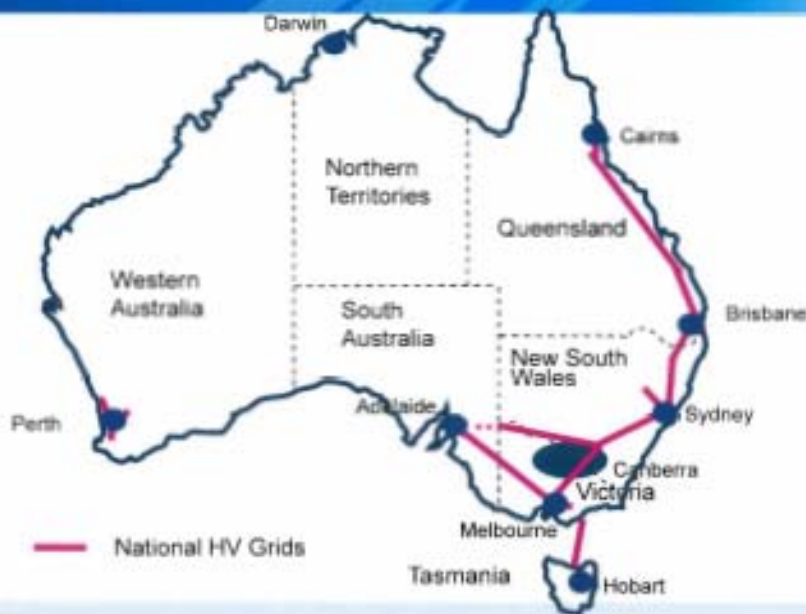 Darwin
Cairns
Northern
Territories
Queensland
Western
Australia
South
Australia
Brisbane
New South
Wales
Adelaide
Perth
Sydney
Canberra
Victoria
Melbourne
National HV Grids
Tasmania
Hobart